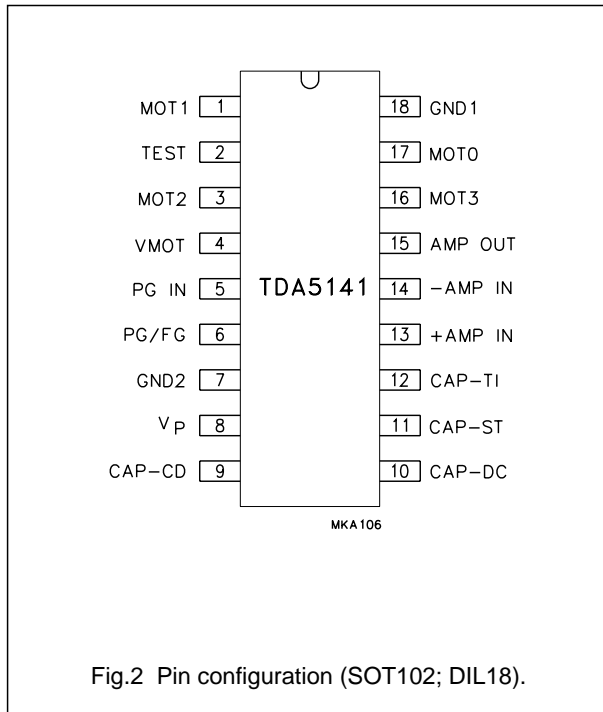 MOT1 1 18 GND1
TEST 2 17 MOT0
MOT2 3 16 MOT3
VMOT 4 15 AMP OUT
PG IN 5 TDA5141 14 −AMP IN
PG/FG 6 13 +AMP IN
GND2 7 12 CAP−TI
VP 8 11 CAP−ST
CAP−CD 9 10 CAP−DC
MKA106
Fig.2 Pin configuration (SOT102; DIL18).